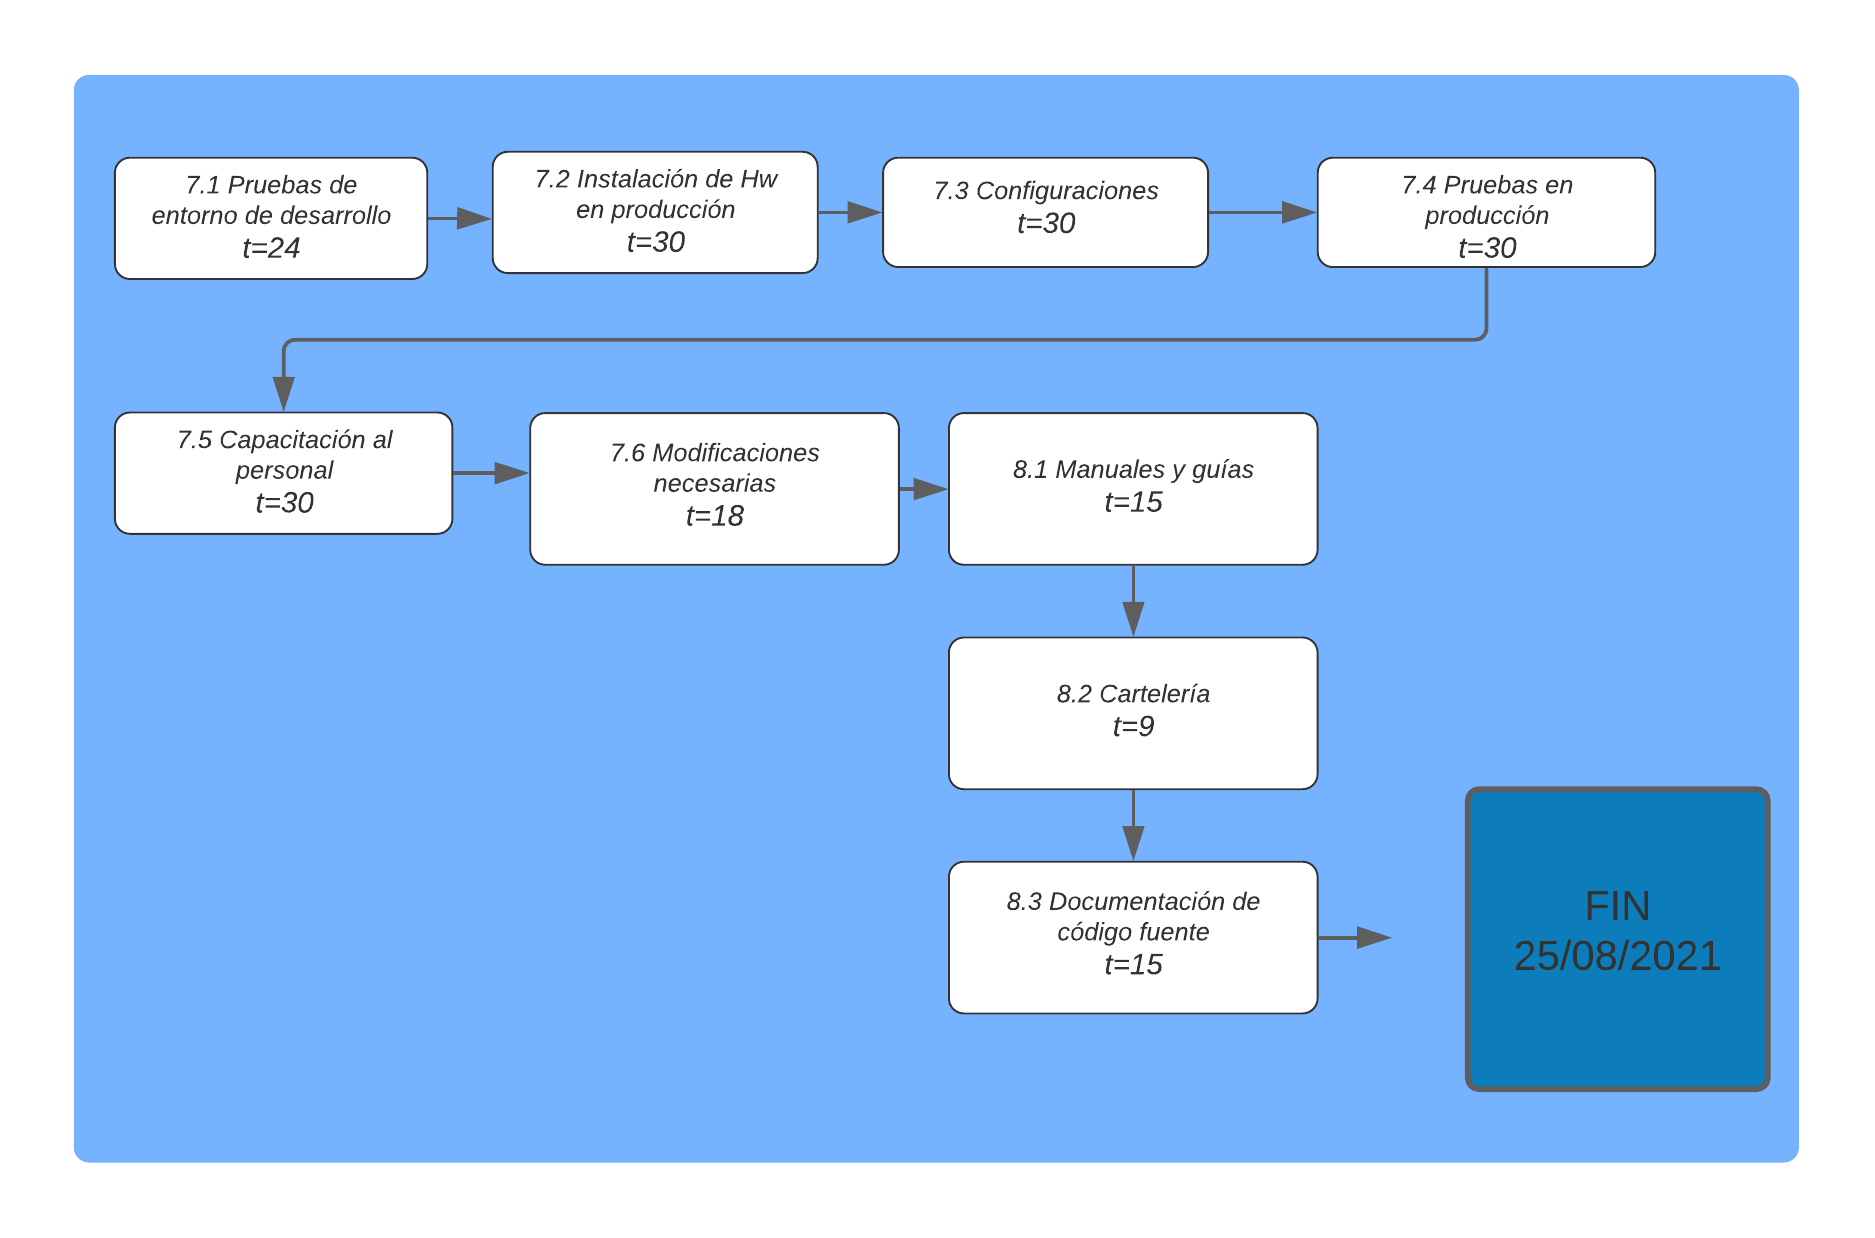 7.1 Pruebas de
entorno de desarrollo
t=24
7.2 Instalación de Hw
en producción
t=30
7.3 Configuraciones
t=30
7.4 Pruebas en
producción
t=30
7.5 Capacitación al
personal
t=30
7.6 Modificaciones
necesarias
t=18
8.1 Manuales y guías
t=15
8.2 Cartelería
t=9
8.3 Documentación de
código fuente
t=15
FIN
25/08/2021